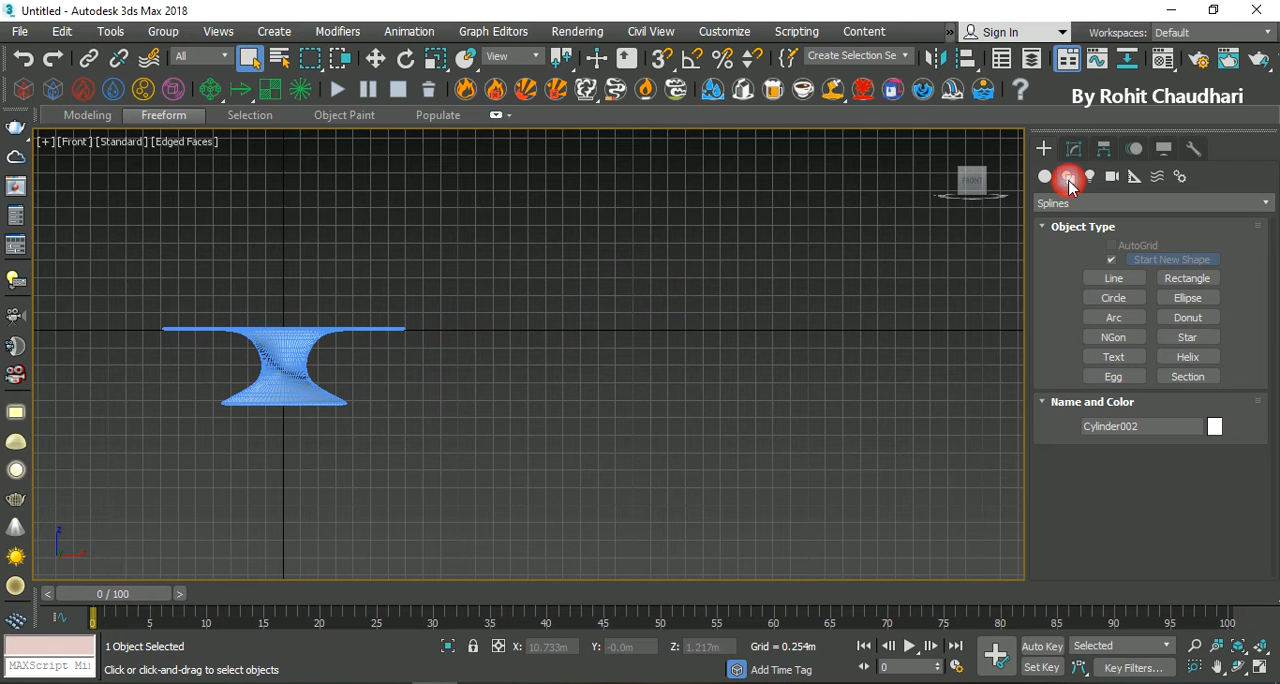 Untitled - Autodesk 3ds Max 2018
File Edit Tools Group Views Create Modifiers Animation Graph Editors Rendering Civil View Customize Scripting Content » Sign In Workspaces: Default
All View Create Selection Se
By Rohit Chaudhari
Modeling Freeform Selection Object Paint Populate
[+] [Front] [Standard] [Edged Faces]
FRONT
Splines
Object Type
AutoGrid
Start New Shape
Line Rectangle
Circle Ellipse
Arc Donut
NGon Star
Text Helix
Egg Section
Name and Color
Cylinder002
z
x
< 0 / 100 >
0 5 10 15 20 25 30 35 40 45 50 55 60 65 70 75 80 85 90 95 100
1 Object Selected X: 10.733m Y: -0.0m Z: 1.217m Grid = 0.254m Auto Key Selected
MAXScript Mi: Click or click-and-drag to select objects Add Time Tag 0 Set Key Key Filters...